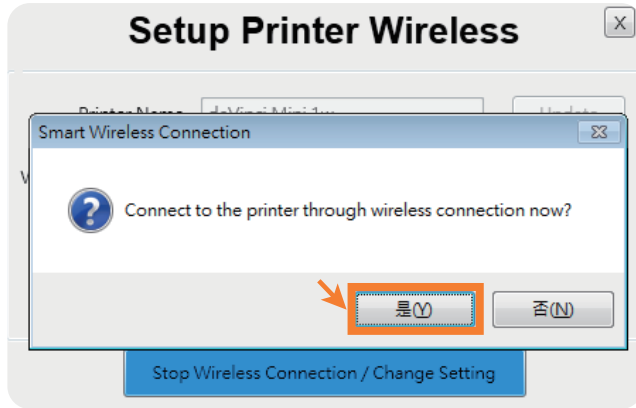 Setup Printer Wireless
X
Smart Wireless Connection
Connect to the printer through wireless connection now?
是(Y)
否(N)
Stop Wireless Connection / Change Setting